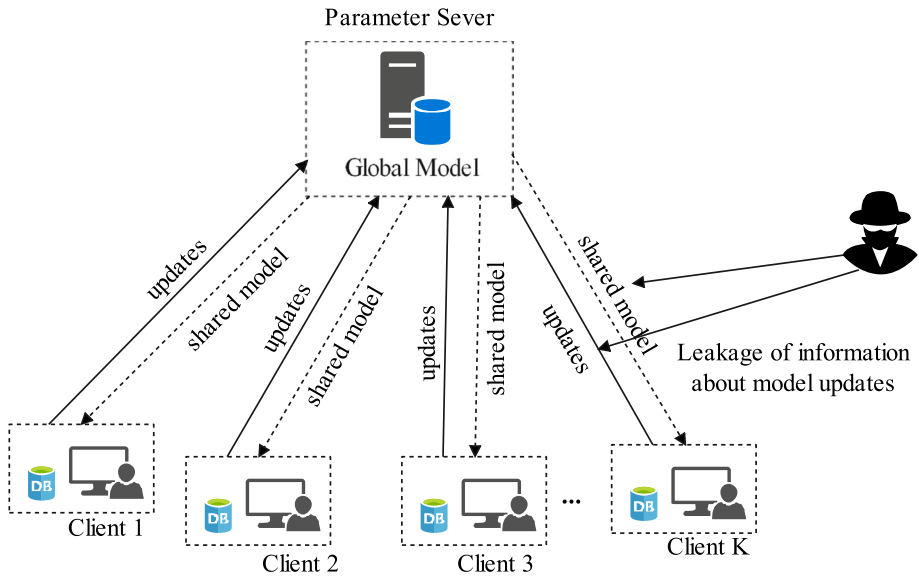 Parameter Sever
Global Model
updates
shared model
updates
shared model
updates
shared model
updates
shared model
Leakage of information
about model updates
DB
Client 1
DB
Client 2
DB
Client 3
...
DB
Client K